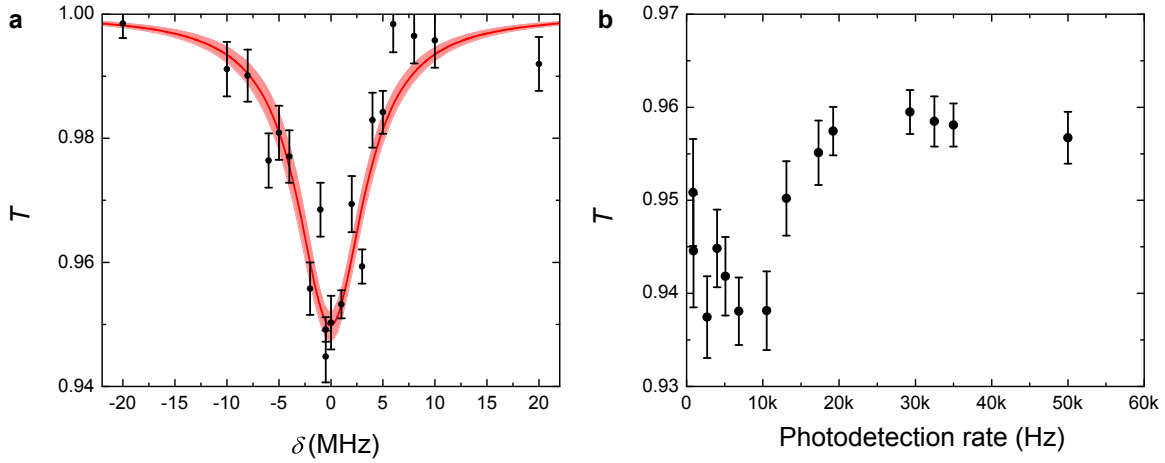 a
1.00
0.98
0.96
0.94
T
-20 -15 -10 -5 0 5 10 15 20
δ (MHz)
b
0.97
0.96
0.95
0.94
0.93
T
0 10k 20k 30k 40k 50k 60k
Photodetection rate (Hz)